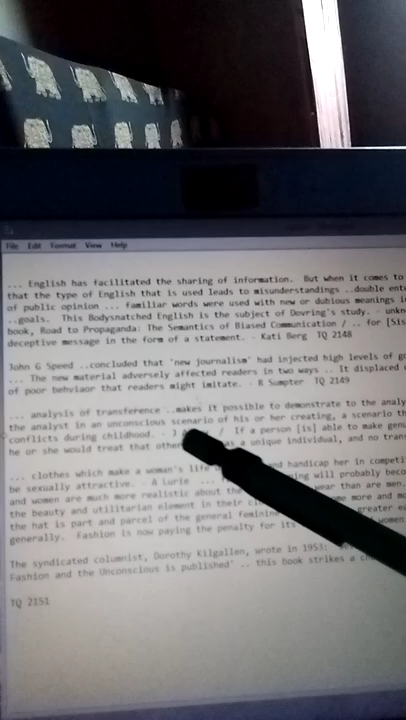 File Edit Format View Help
... English has facilitated the sharing of information. But when it comes to
that the type of English that is used leads to misunderstandings ..double
of public opinion ... familiar words were used with new or dubious meanings
..goals. This Bodysnatched English is the subject of Dovring's study. -
book, Road to Propaganda: The Semantics of Biased Communication / .. for
deceptive message in the form of a statement. - Kati Berg TQ 2148
John G Speed ..concluded that 'new journalism' had injected high levels of
... The new material adversely affected readers in two ways .. It displaced
of poor behviaor that readers might imitate. - R Sumpter TQ 2149
... analysis of transference ..makes it possible to demonstrate to the
the analyst in an unconscious scenario of his or her creating, a scenario
conflicts during childhood. - J / If a person [is] able to make
he or she would treat that other as a unique individual, and no
... clothes which make a woman's life and handicap her in
be sexually attractive. - A Lurie ... will probably
and women are much more realistic about the wear than are men.
the beauty and utilitarian element in their more and
the hat is part and parcel of the general feminine greater
generally. Fashion is now paying the penalty for its women
The syndicated columnist, Dorothy Kilgallen, wrote in 1953:
Fashion and the Unconscious is published' .. this book strikes a
TQ 2151